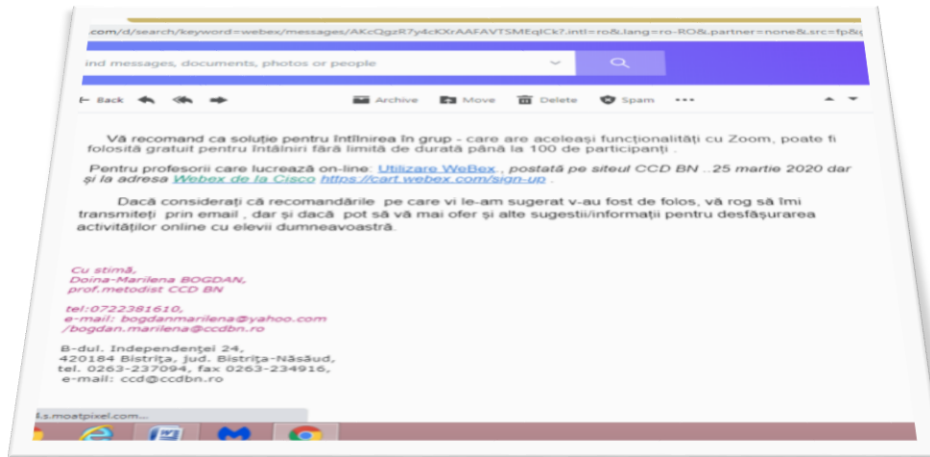 .com/d/search/keyword=webex/messages/AKcQgzR7y4cKXrAAFAVTSMEqICk?.intl=ro&.lang=ro-RO&.partner=none&.src=fp&
ind messages, documents, photos or people
Back Archive Move Delete Spam
Vă recomand ca soluție pentru întîlnirea în grup - care are aceleași funcționalități cu Zoom, poate fi
folosită gratuit pentru întâlniri fără limită de durată până la 100 de participanți .
Pentru profesorii care lucrează on-line: Utilizare WeBex., postată pe siteul CCD BN ..25 martie 2020 dar
și la adresa Webex de la Cisco https://cart.webex.com/sign-up .
Dacă considerați că recomandările pe care vi le-am sugerat v-au fost de folos, vă rog să îmi
transmiteți prin email , dar și dacă pot să vă mai ofer și alte sugestii/informații pentru desfășurarea
activităților online cu elevii dumneavoastră.
Cu stimă,
Doina-Marilena BOGDAN,
prof.metodist CCD BN
tel:0722381610,
e-mail: bogdanmarilena@yahoo.com
/bogdan.marilena@ccdbn.ro
B-dul. Independenței 24,
420184 Bistrița, jud. Bistrița-Năsăud,
tel. 0263-237094, fax 0263-234916,
e-mail: ccd@ccdbn.ro
.s.moatpixel.com...